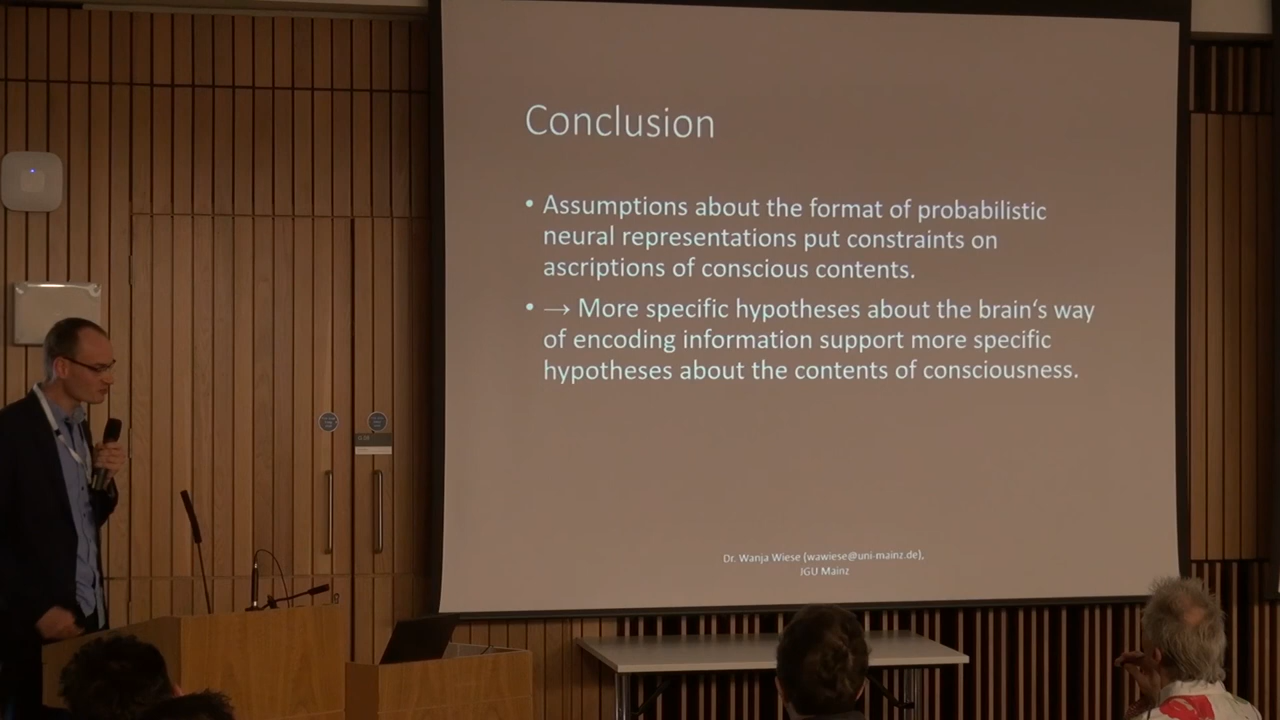 Conclusion
• Assumptions about the format of probabilistic
neural representations put constraints on
ascriptions of conscious contents.
• → More specific hypotheses about the brain‘s way
of encoding information support more specific
hypotheses about the contents of consciousness.
Dr. Wanja Wiese (wawiese@uni-mainz.de),
JGU Mainz